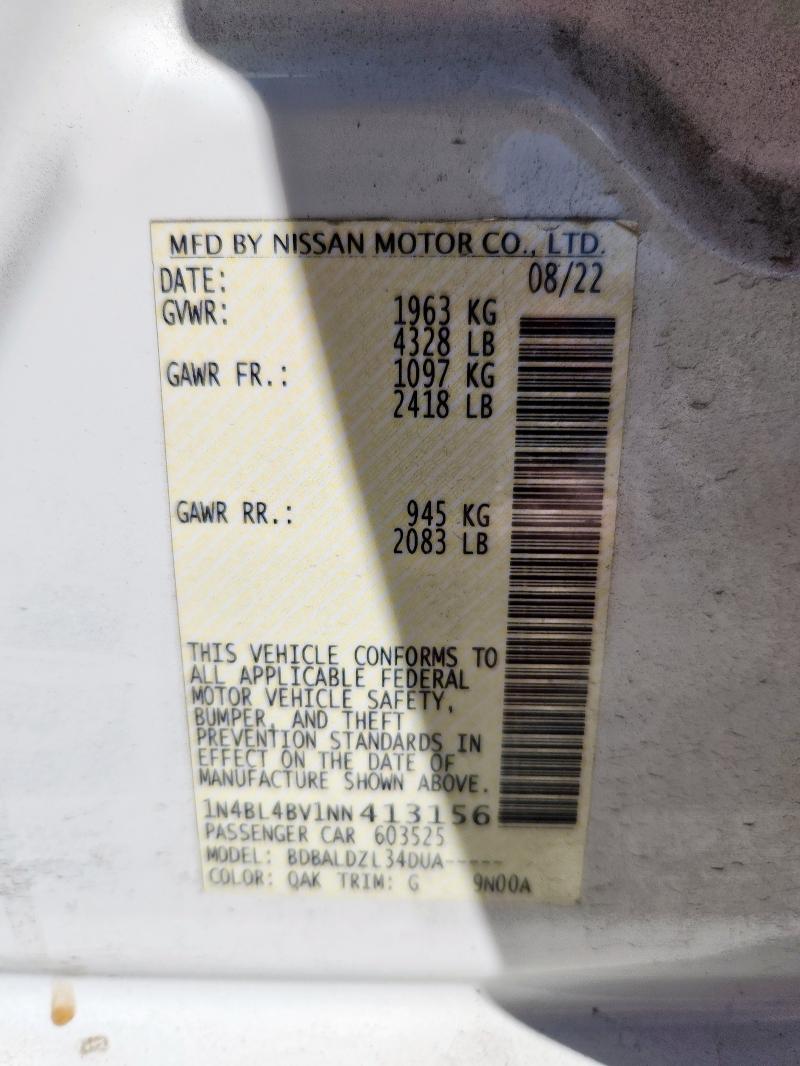 MFD BY NISSAN MOTOR CO., LTD.
DATE: 08/22
GVWR: 1963 KG
4328 LB
GAWR FR.: 1097 KG
2418 LB
GAWR RR.: 945 KG
2083 LB
THIS VEHICLE CONFORMS TO
ALL APPLICABLE FEDERAL
MOTOR VEHICLE SAFETY,
BUMPER, AND THEFT
PREVENTION STANDARDS IN
EFFECT ON THE DATE OF
MANUFACTURE SHOWN ABOVE.
1N4BL4BV1NN413156
PASSENGER CAR 603525
MODEL: BDBALDZL34DUA-----
COLOR: QAK TRIM: G 9N00A